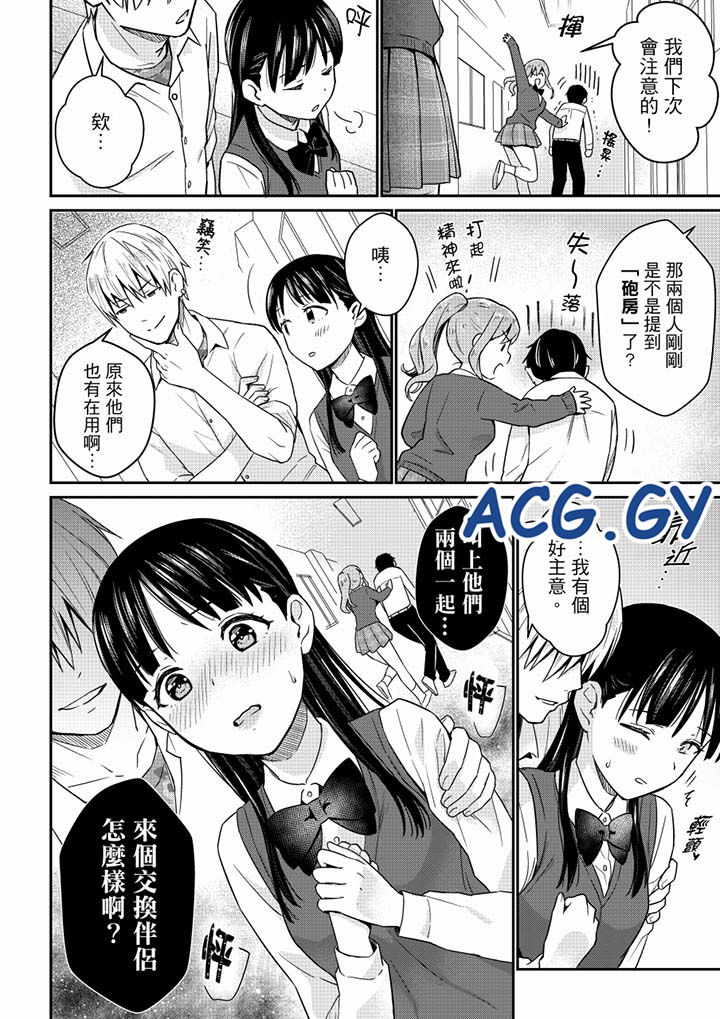 我們下次
會注意的！
揮
搖晃
呼
欸…
那兩個人剛剛
是不是提到
「砲房」了？
失～落
打起
精神來啦！
咦
竊笑…
原來他們
也有在用啊…
靠近…
…我有個
好主意。
輕顫
上他們
兩個一起…
怦
來個交換伴侶
怎麼樣啊？
怦
ACG.GY